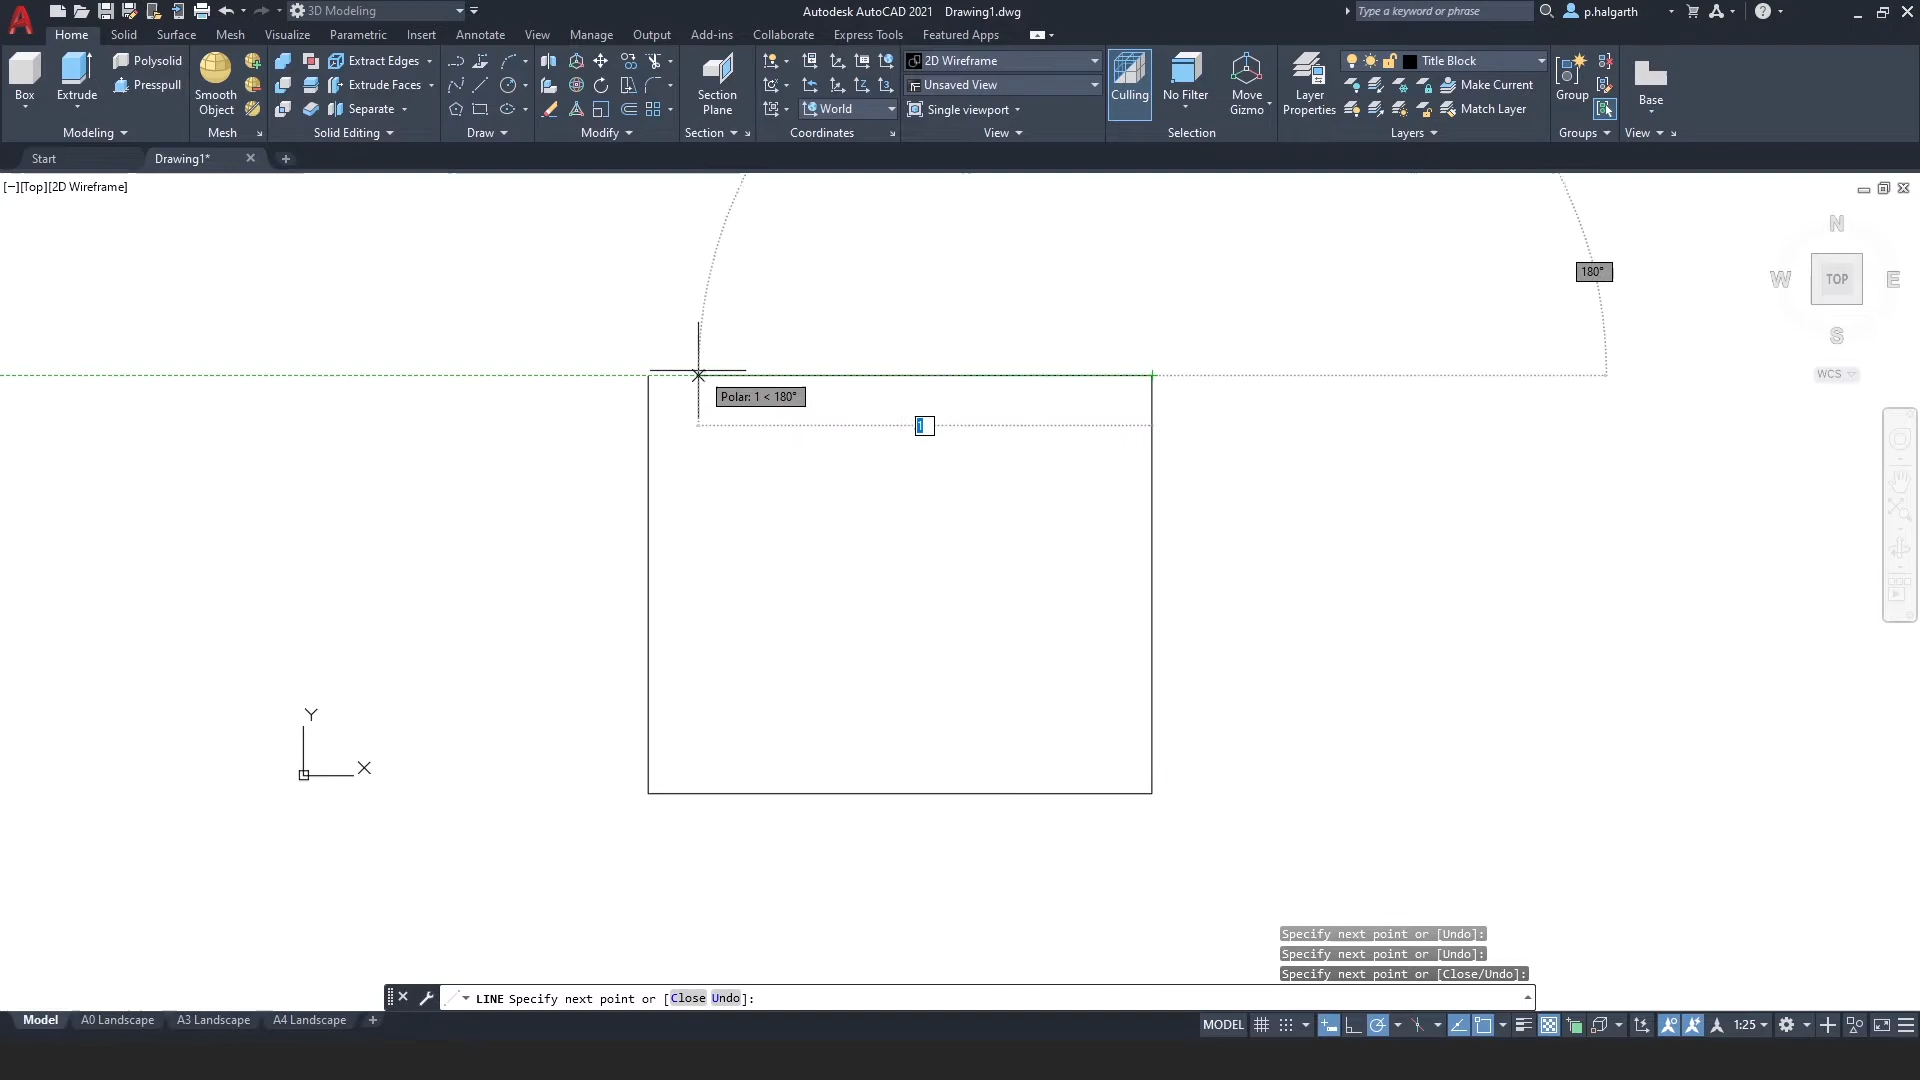 3D Modeling
Autodesk AutoCAD 2021 Drawing1.dwg
Type a keyword or phrase
p.halgarth
Home Solid Surface Mesh Visualize Parametric Insert Annotate View Manage Output Add-ins Collaborate Express Tools Featured Apps
Box
Extrude
Polysolid
Presspull
Modeling
Smooth
Object
Mesh
Extract Edges
Extrude Faces
Separate
Solid Editing
Draw
Modify
Section
Plane
Section
World
Coordinates
2D Wireframe
Unsaved View
Single viewport
View
Culling
No Filter
Move
Gizmo
Selection
Layer
Properties
Title Block
Make Current
Match Layer
Layers
Group
Groups
Base
View
Start
Drawing1*
[−][Top][2D Wireframe]
N
W
TOP
E
S
WCS
180°
Polar: 1 < 180°
1
Y
X
Specify next point or [Undo]:
Specify next point or [Undo]:
Specify next point or [Close/Undo]:
LINE Specify next point or [Close Undo]:
Model A0 Landscape A3 Landscape A4 Landscape
MODEL
1:25